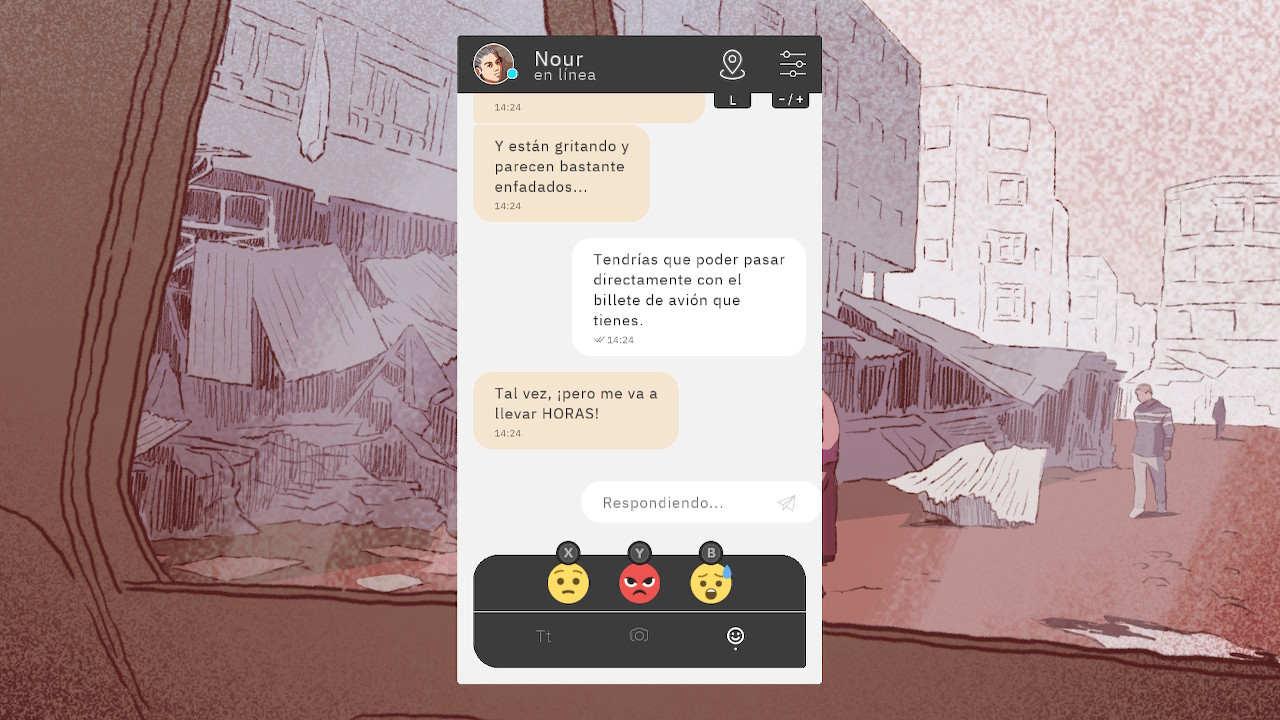 Nour
en línea
L
-/+
14:24
Y están gritando y
parecen bastante
enfadados...
14:24
Tendrías que poder pasar
directamente con el
billete de avión que
tienes.
14:24
Tal vez, ¡pero me va a
llevar HORAS!
14:24
Respondiendo...
X
Y
B
Tt